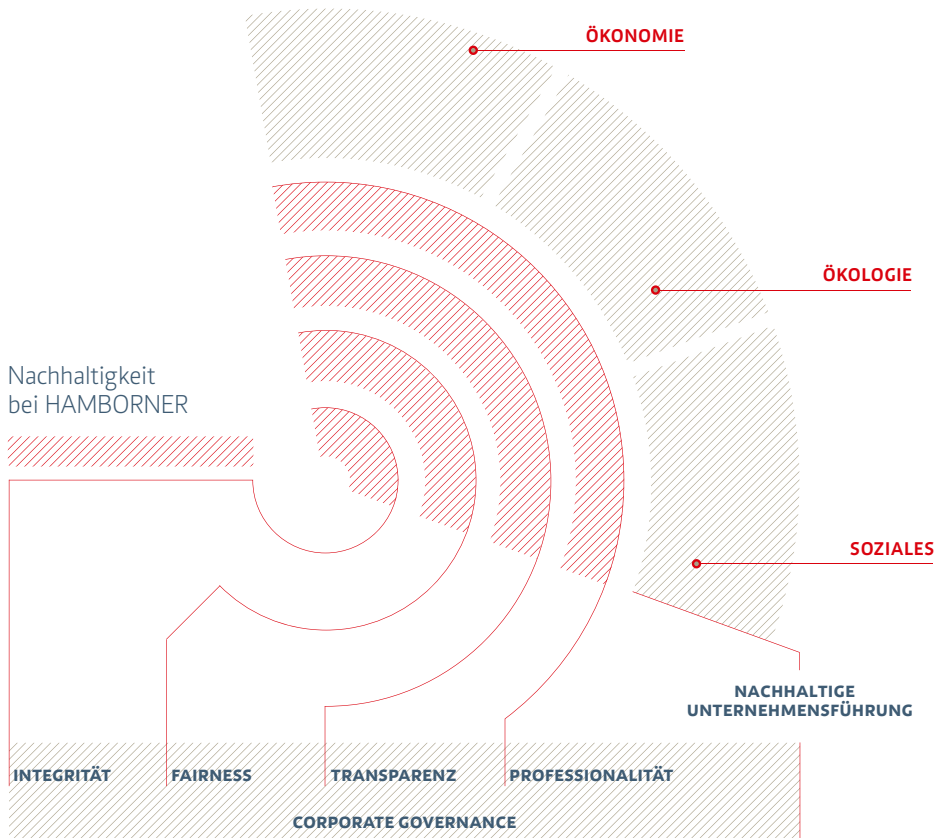 ÖKONOMIE
ÖKOLOGIE
Nachhaltigkeit
bei HAMBORNER
SOZIALES
NACHHALTIGE
UNTERNEHMENSFÜHRUNG
INTEGRITÄT
FAIRNESS
TRANSPARENZ
PROFESSIONALITÄT
CORPORATE GOVERNANCE